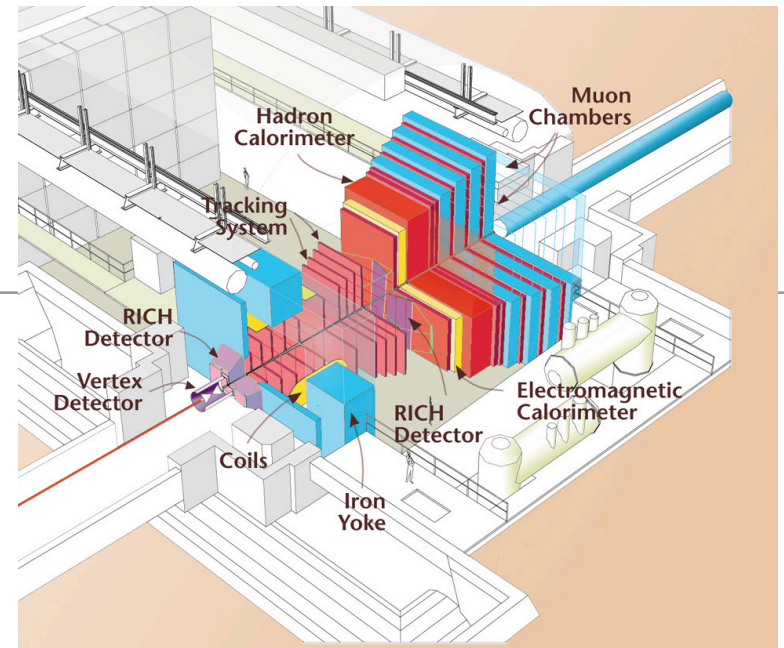 Muon
Chambers
Hadron
Calorimeter
Tracking
System
RICH
Detector
Vertex
Detector
Electromagnetic
Calorimeter
RICH
Detector
Coils
Iron
Yoke